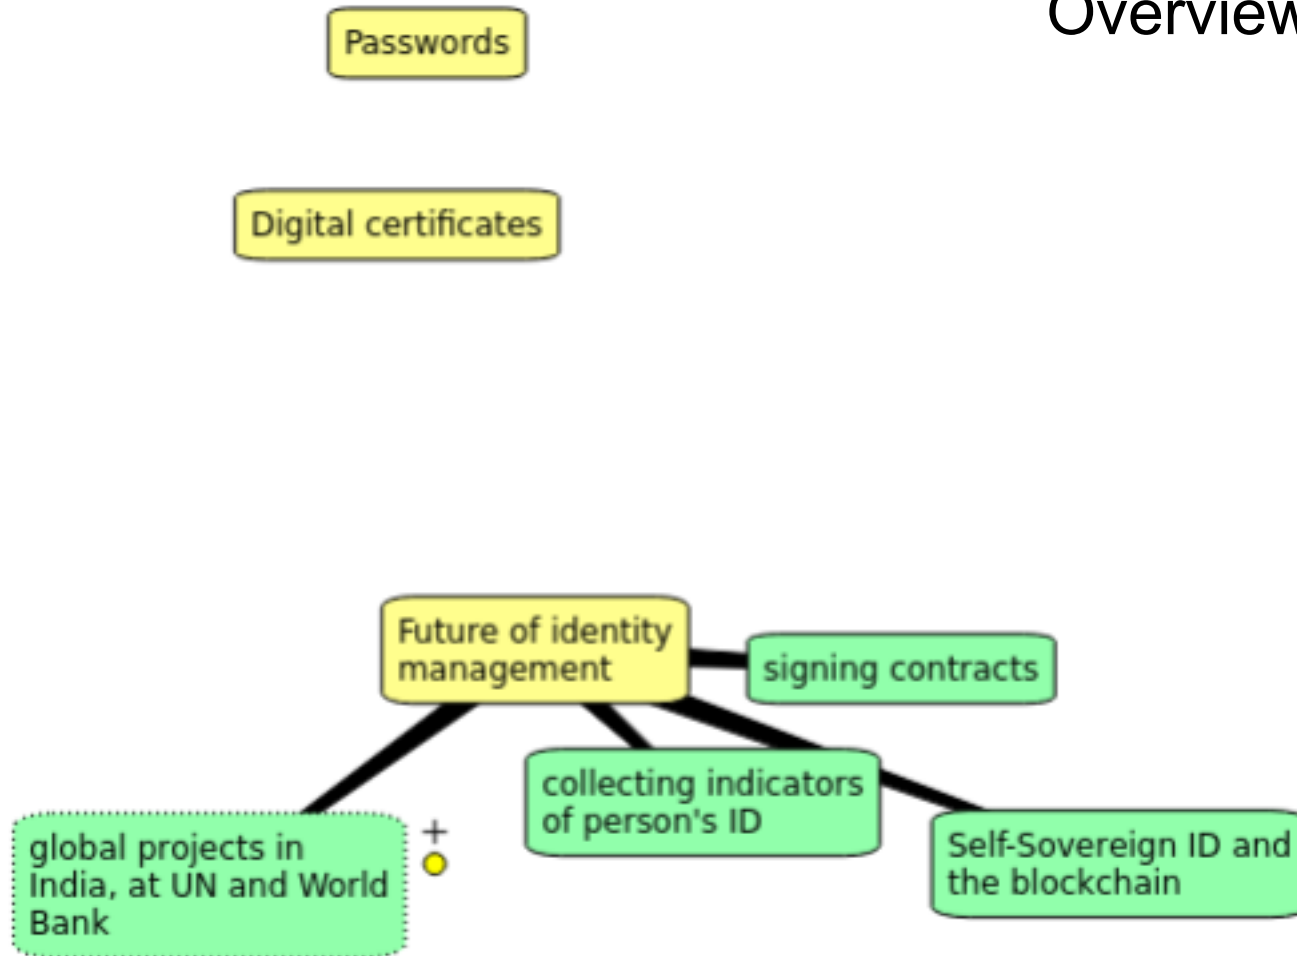 Overview
Passwords
Digital certificates
Future of identity
management
signing contracts
collecting indicators
of person's ID
Self-Sovereign ID and
the blockchain
global projects in
India, at UN and World
Bank
+